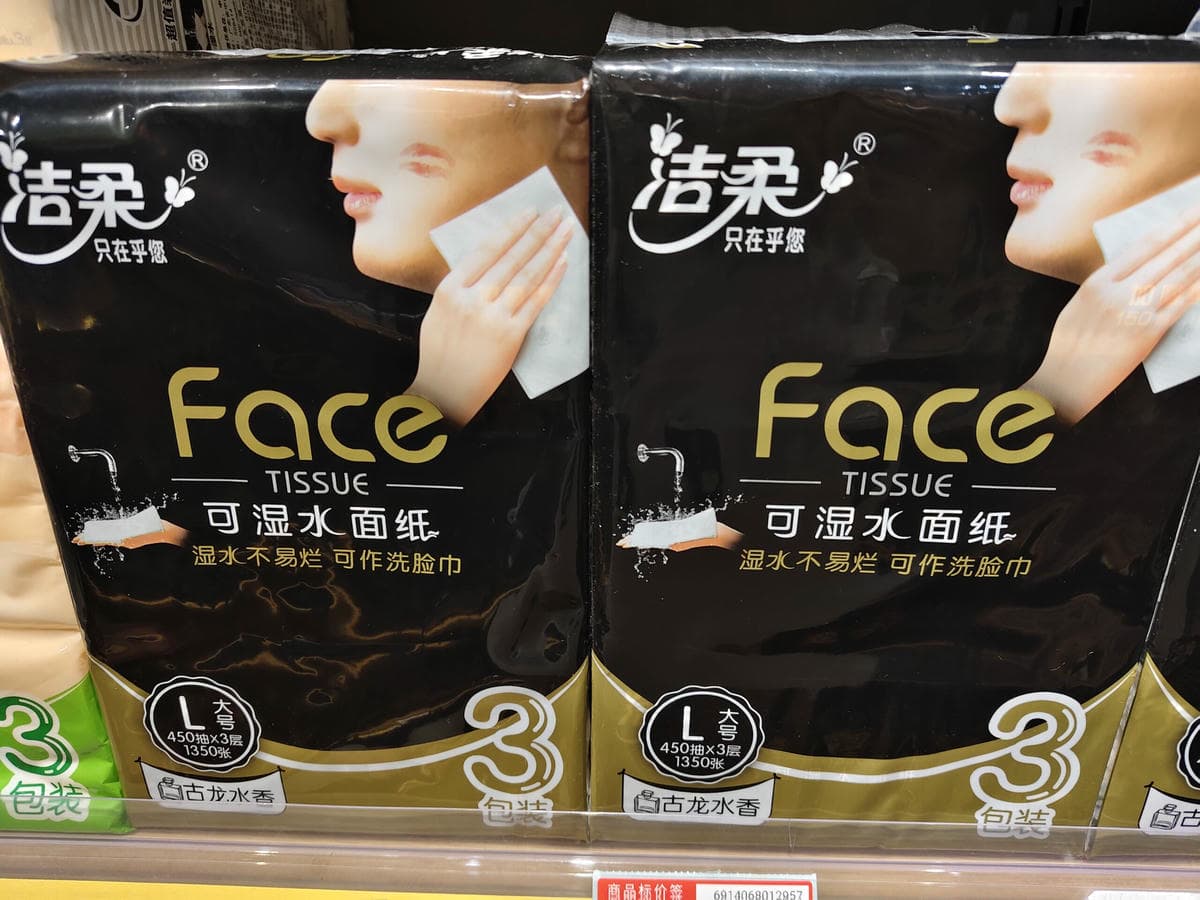 洁柔®
只在乎您
Face
TISSUE
可湿水面纸
湿水不易烂 可作洗脸巾
L 大号
450抽×3层
1350张
古龙水香
3
包装
洁柔®
只在乎您
Face
TISSUE
可湿水面纸
湿水不易烂 可作洗脸巾
L 大号
450抽×3层
1350张
古龙水香
3
包装
3
包装
商品标价签 6914068012957